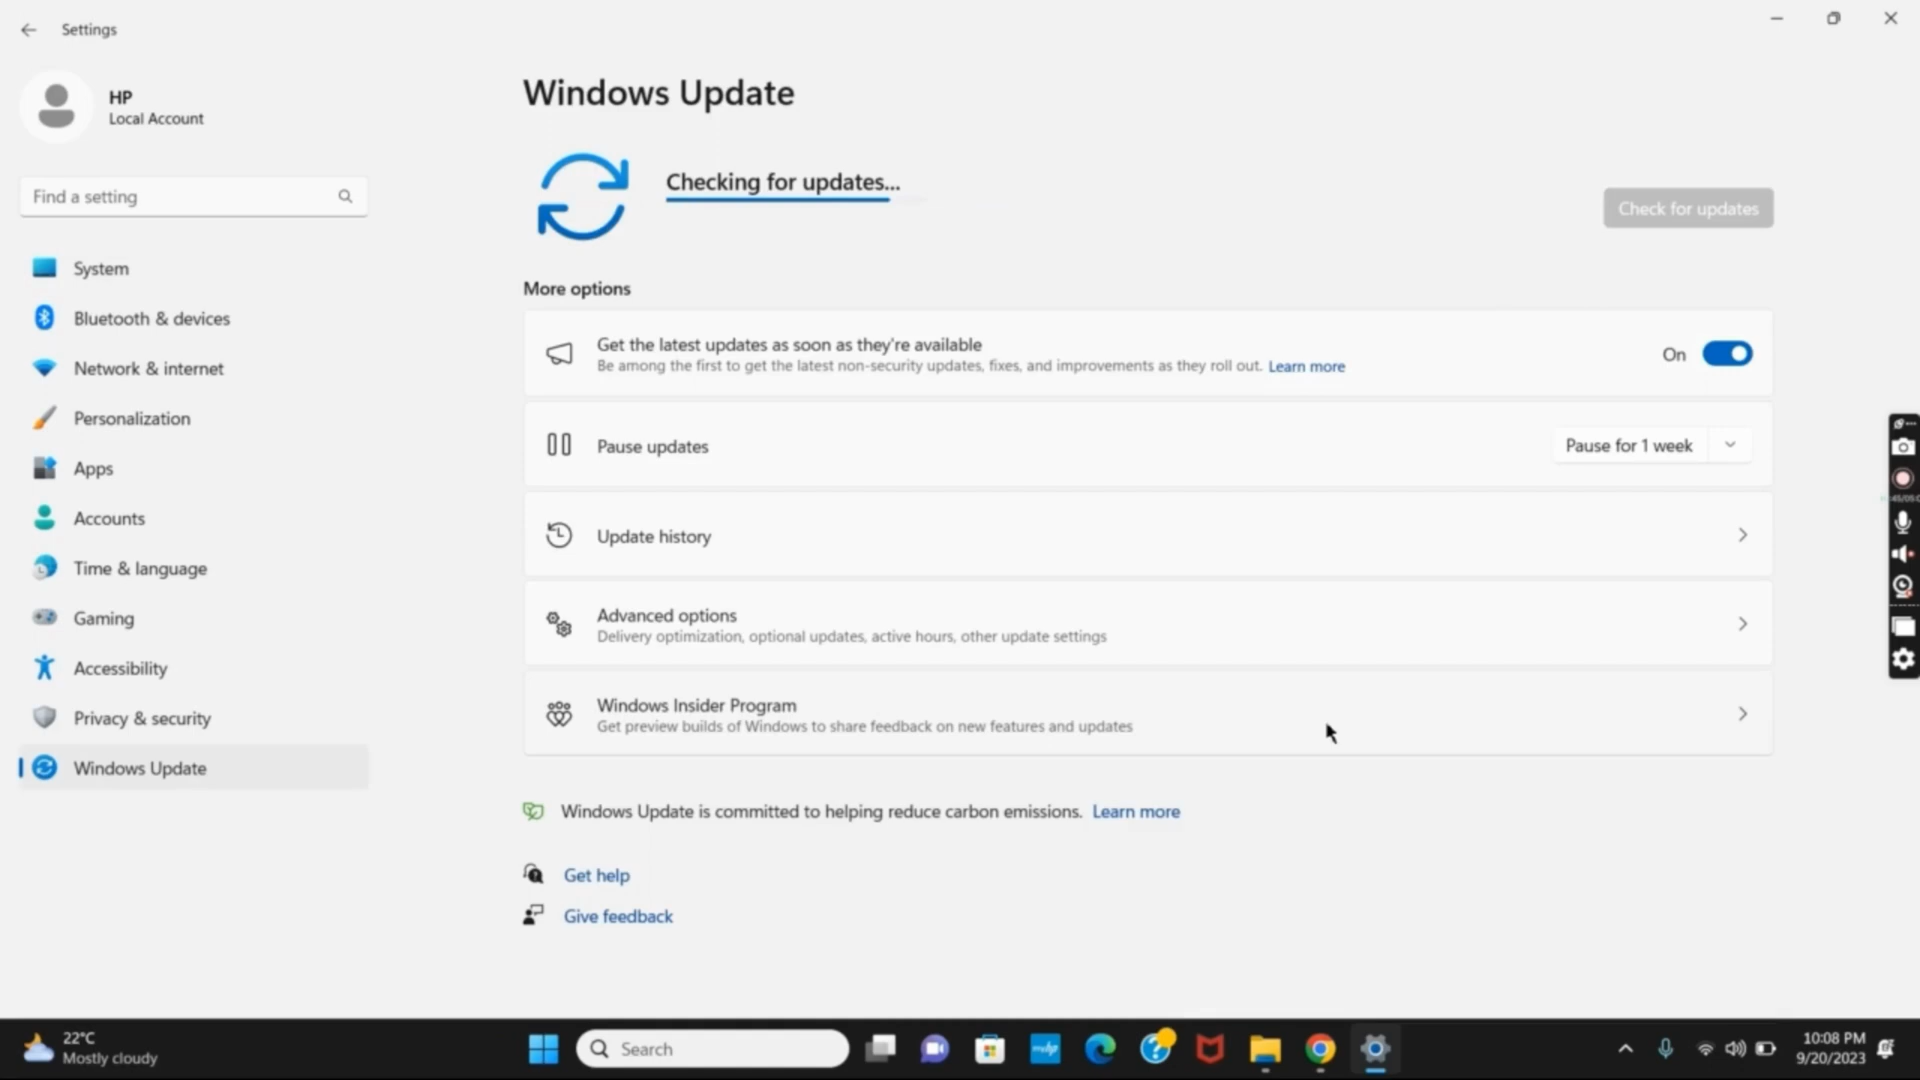 Settings
HP
Local Account
Find a setting
System
Bluetooth & devices
Network & internet
Personalization
Apps
Accounts
Time & language
Gaming
Accessibility
Privacy & security
Windows Update
Windows Update
Checking for updates...
Check for updates
More options
Get the latest updates as soon as they're available
Be among the first to get the latest non-security updates, fixes, and improvements as they roll out. Learn more
On
Pause updates
Pause for 1 week
Update history
Advanced options
Delivery optimization, optional updates, active hours, other update settings
Windows Insider Program
Get preview builds of Windows to share feedback on new features and updates
Windows Update is committed to helping reduce carbon emissions. Learn more
Get help
Give feedback
22°C
Mostly cloudy
Search
10:08 PM
9/20/2023